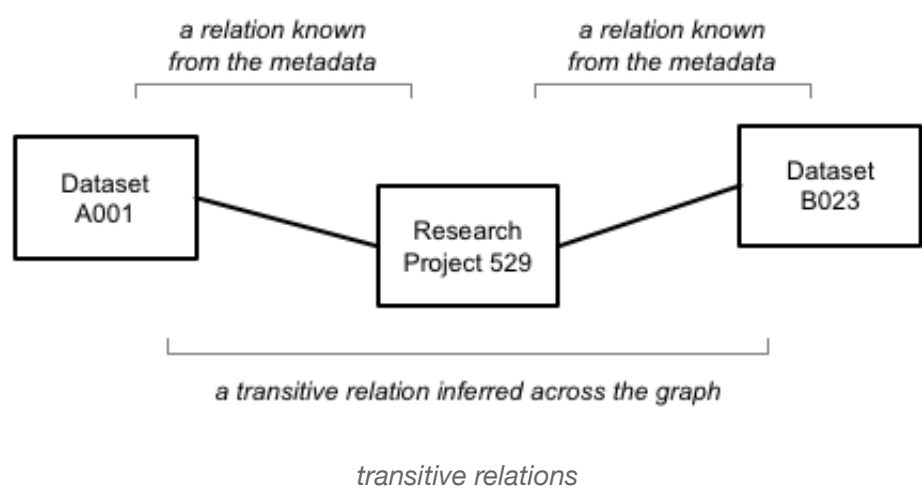 a relation known
from the metadata
a relation known
from the metadata
Dataset
A001
Research
Project 529
Dataset
B023
a transitive relation inferred across the graph
transitive relations